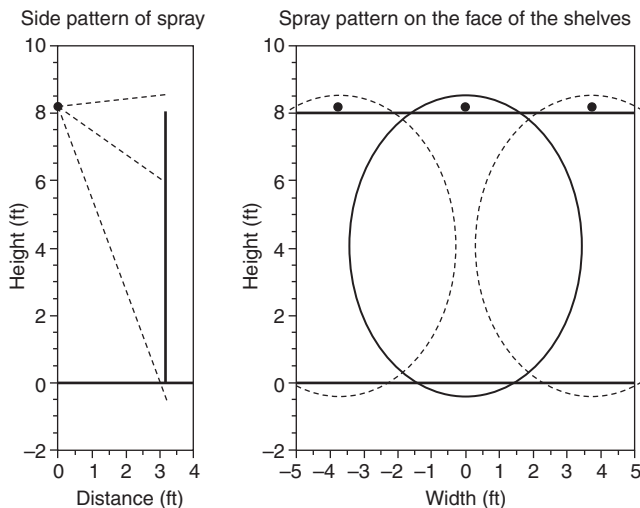 Side pattern of spray
10
8
6
4
2
0
–2
Height (ft)
0 1 2 3 4
Distance (ft)
Spray pattern on the face of the shelves
10
8
6
4
2
0
–2
Height (ft)
–5 –4 –3 –2 –1 0 1 2 3 4 5
Width (ft)